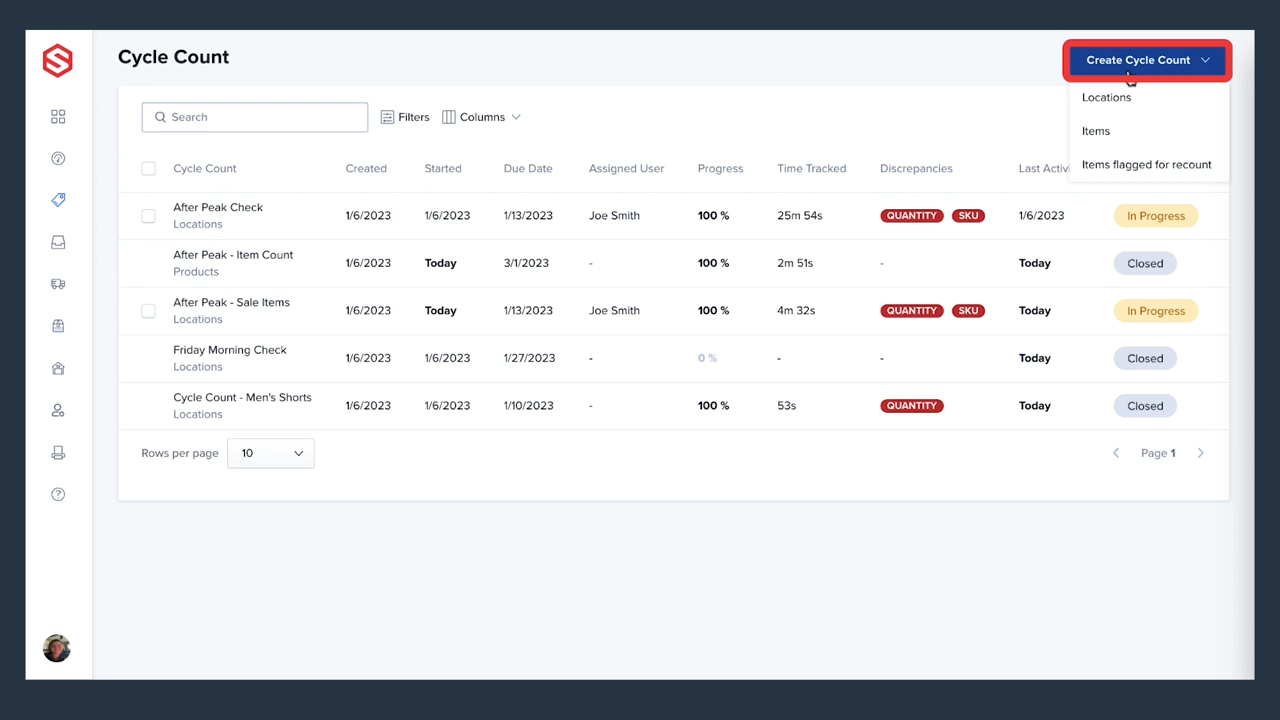 Cycle Count
Create Cycle Count
Locations
Items
Items flagged for recount
Search
Filters
Columns
Cycle Count Created Started Due Date Assigned User Progress Time Tracked Discrepancies Last
After Peak Check
Locations
1/6/2023 1/6/2023 1/13/2023 Joe Smith 100 % 25m 54s QUANTITY SKU 1/6/2023 In Progress
After Peak - Item Count
Products
1/6/2023 Today 3/1/2023 - 100 % 2m 51s - Today Closed
After Peak - Sale Items
Locations
1/6/2023 Today 1/13/2023 Joe Smith 100 % 4m 32s QUANTITY SKU Today In Progress
Friday Morning Check
Locations
1/6/2023 1/6/2023 1/27/2023 - 0 % - - Today Closed
Cycle Count - Men's Shorts
Locations
1/6/2023 1/6/2023 1/10/2023 - 100 % 53s QUANTITY Today Closed
Rows per page 10
Page 1